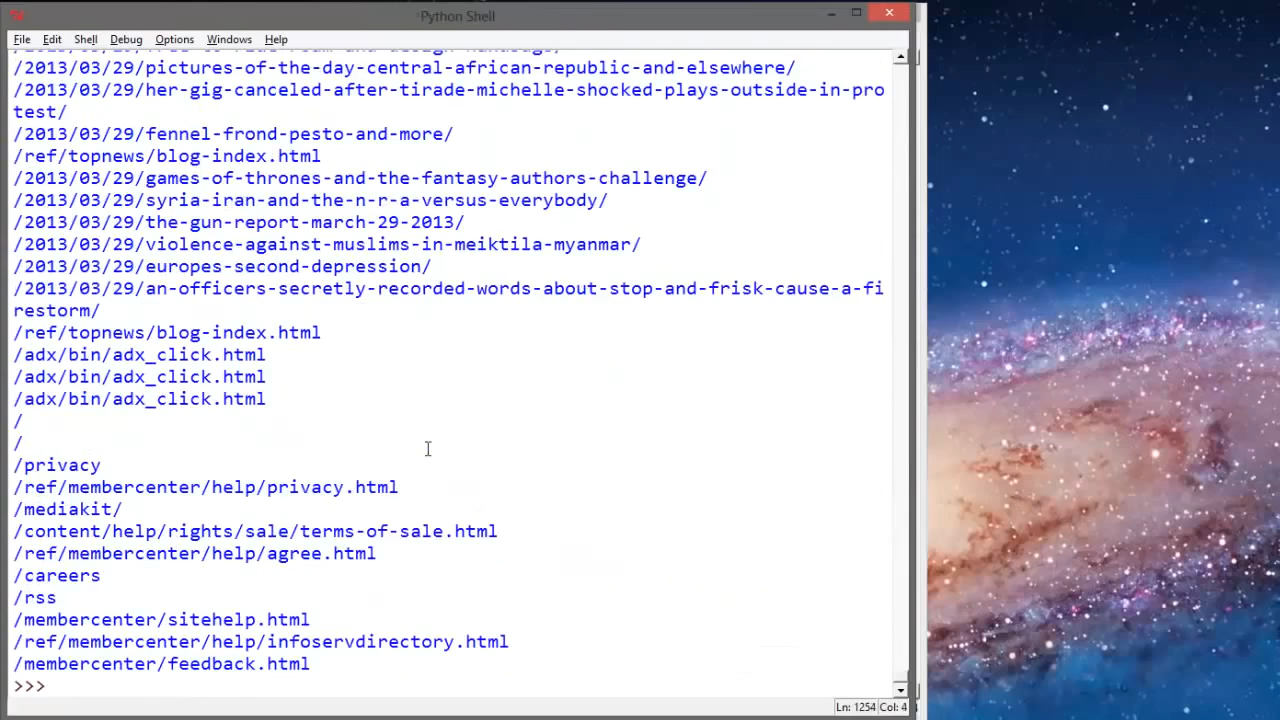 Python Shell
File Edit Shell Debug Options Windows Help
/2013/03/29/pictures-of-the-day-central-african-republic-and-elsewhere/
/2013/03/29/her-gig-canceled-after-tirade-michelle-shocked-plays-outside-in-pro
test/
/2013/03/29/fennel-frond-pesto-and-more/
/ref/topnews/blog-index.html
/2013/03/29/games-of-thrones-and-the-fantasy-authors-challenge/
/2013/03/29/syria-iran-and-the-n-r-a-versus-everybody/
/2013/03/29/the-gun-report-march-29-2013/
/2013/03/29/violence-against-muslims-in-meiktila-myanmar/
/2013/03/29/europes-second-depression/
/2013/03/29/an-officers-secretly-recorded-words-about-stop-and-frisk-cause-a-fi
restorm/
/ref/topnews/blog-index.html
/adx/bin/adx_click.html
/adx/bin/adx_click.html
/adx/bin/adx_click.html
/
/
/privacy
/ref/membercenter/help/privacy.html
/mediakit/
/content/help/rights/sale/terms-of-sale.html
/ref/membercenter/help/agree.html
/careers
/rss
/membercenter/sitehelp.html
/ref/membercenter/help/infoservdirectory.html
/membercenter/feedback.html
>>>
Ln: 1254 Col: 4